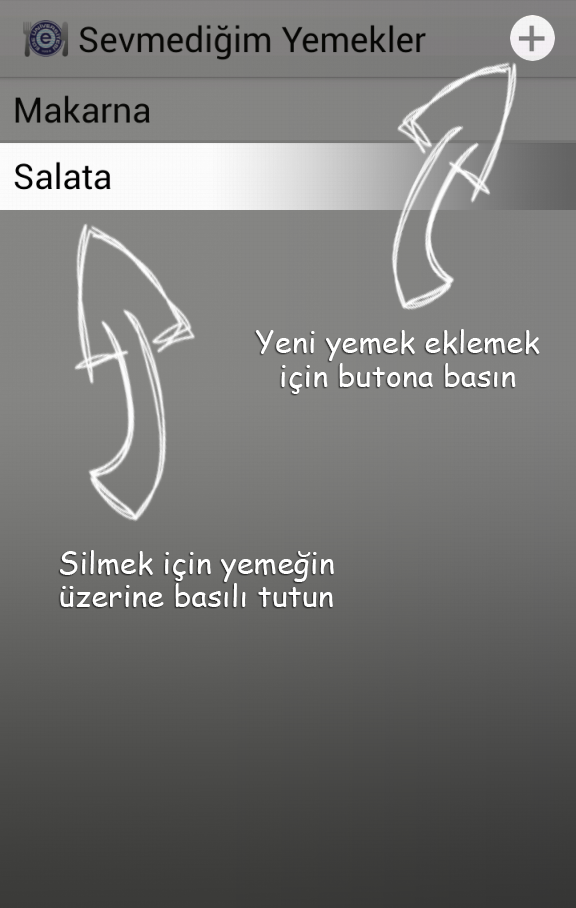 Sevmediğim Yemekler
Makarna
Salata
Yeni yemek eklemek
için butona basın
Silmek için yemeğin
üzerine basılı tutun